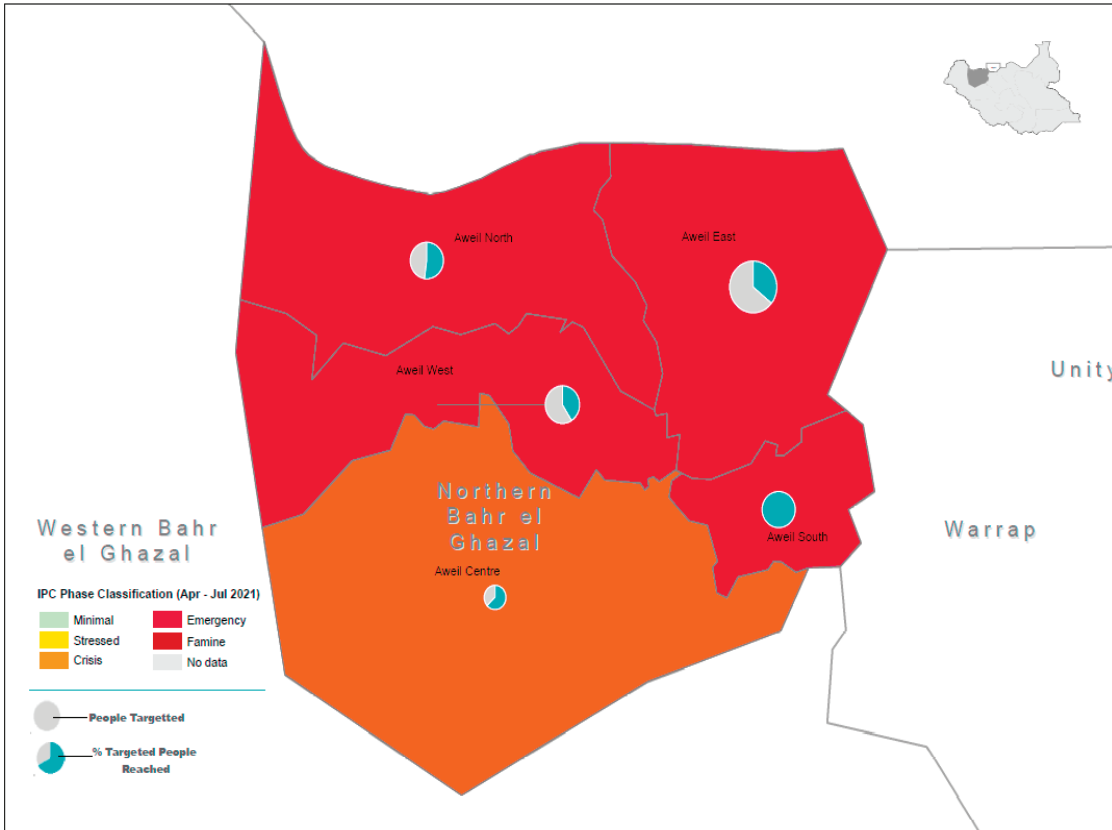 Aweil North
Aweil East
Aweil West
Unity
Northern
Bahr el
Ghazal
Western Bahr
el Ghazal
Warrap
Aweil South
Aweil Centre
IPC Phase Classification (Apr - Jul 2021)
Minimal
Emergency
Stressed
Famine
Crisis
No data
People Targetted
% Targeted People
Reached